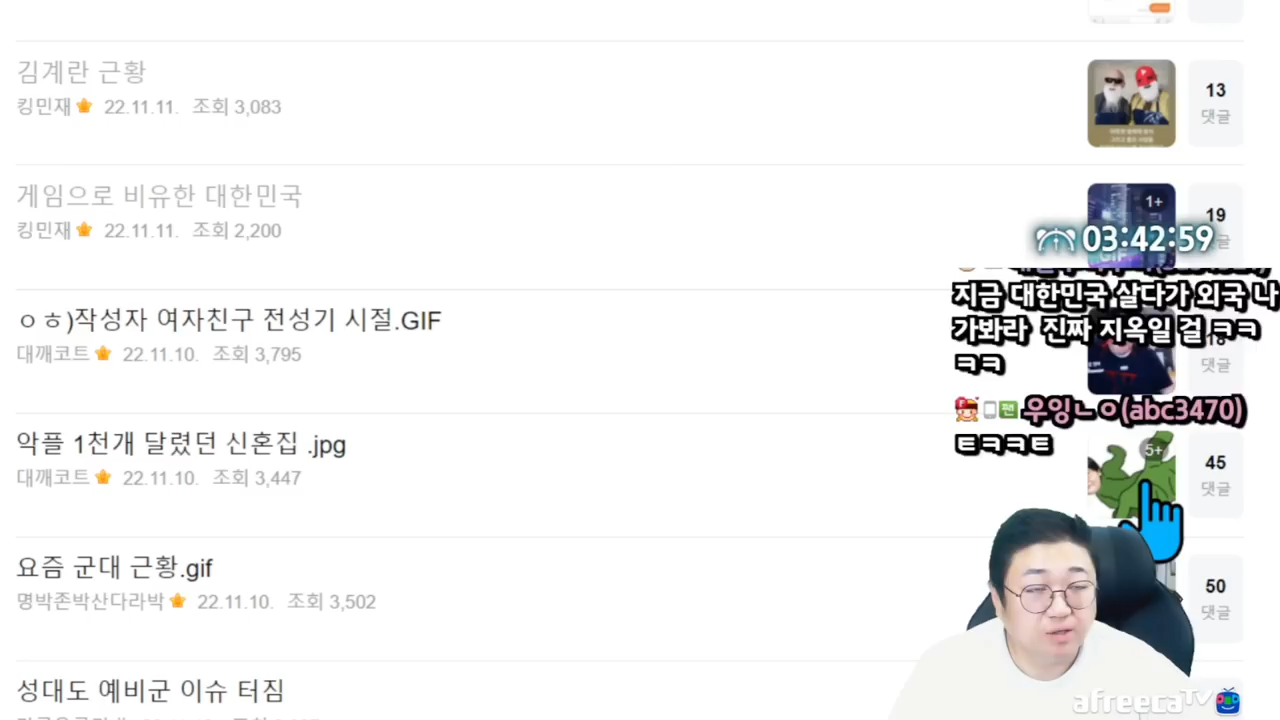 김계란 근황
킹민재 22.11.11. 조회 3,083
13
댓글
게임으로 비유한 대한민국
킹민재 22.11.11. 조회 2,200
1+
19
03:42:59
ㅇㅎ)작성자 여자친구 전성기 시절.GIF
대깨코트 22.11.10. 조회 3,795
18
댓글
지금 대한민국 살다가 외국 나
가봐라 진짜 지옥일 걸 ㅋㅋ
ㅋㅋ
우잉ㄴㅇ(abc3470)
ㅌㅋㅋㅌ
악플 1천개 달렸던 신혼집 .jpg
대깨코트 22.11.10. 조회 3,447
5+
45
댓글
요즘 군대 근황.gif
명박존박산다라박 22.11.10. 조회 3,502
50
댓글
성대도 예비군 이슈 터짐
afreecaTV